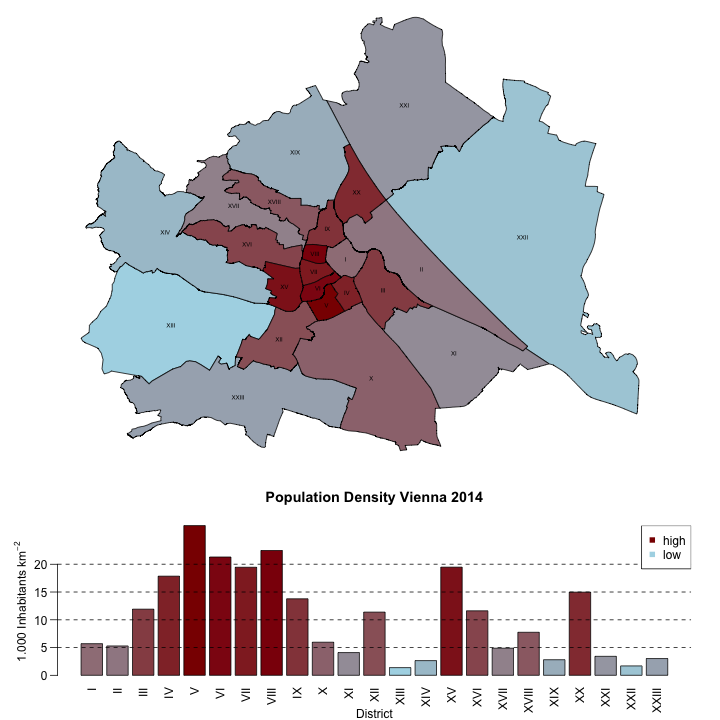 XXI
XIX
XX
XVII
XVIII
IX
XIV
XVI
XXII
VIII
I
II
VII
XV
VI
IV
III
V
XIII
XII
XI
X
XXIII
Population Density Vienna 2014
1.000 Inhabitants km⁻²
20
15
10
5
0
high
low
I II III IV V VI VII VIII IX X XI XII XIII XIV XV XVI XVII XVIII XIX XX XXI XXII XXIII
District